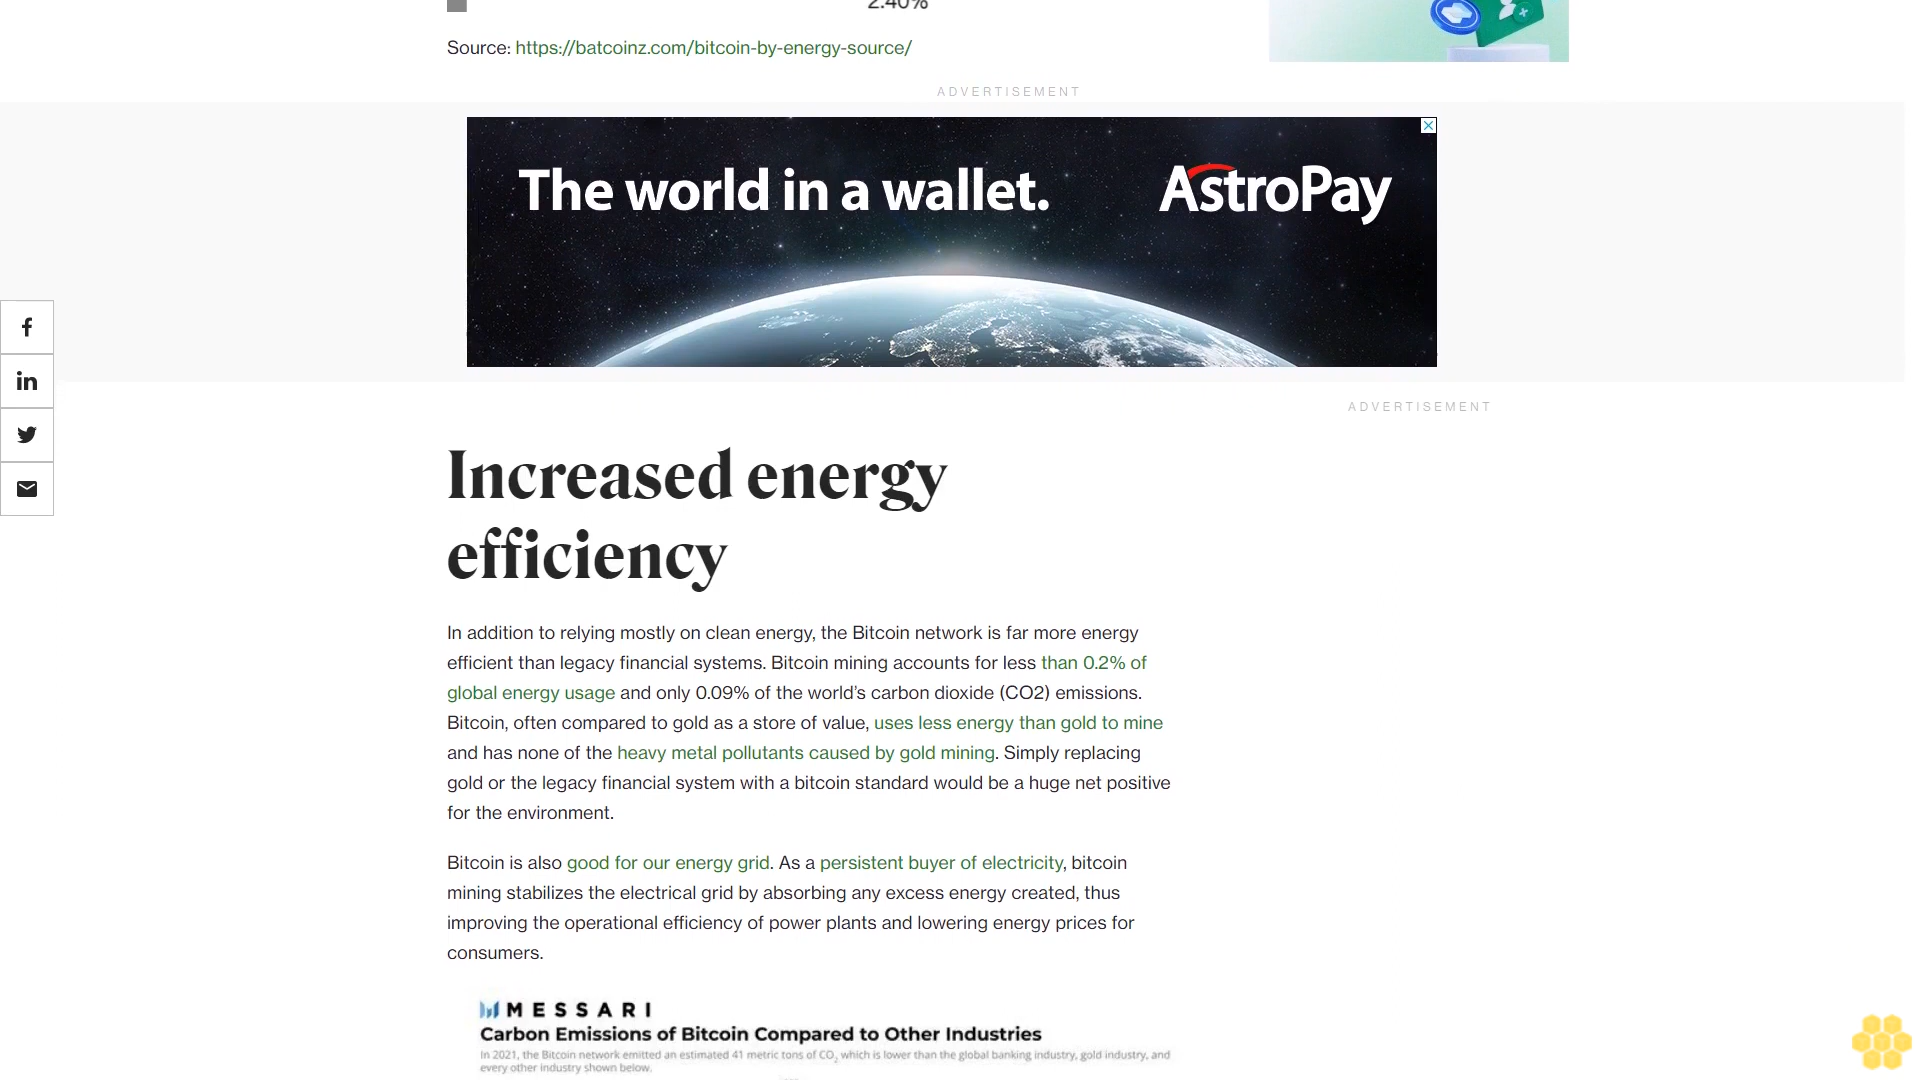 2.40%
Source: https://batcoinz.com/bitcoin-by-energy-source/
ADVERTISEMENT
The world in a wallet.
AstroPay
ADVERTISEMENT
Increased energy
efficiency
In addition to relying mostly on clean energy, the Bitcoin network is far more energy
efficient than legacy financial systems. Bitcoin mining accounts for less than 0.2% of
global energy usage and only 0.09% of the world’s carbon dioxide (CO2) emissions.
Bitcoin, often compared to gold as a store of value, uses less energy than gold to mine
and has none of the heavy metal pollutants caused by gold mining. Simply replacing
gold or the legacy financial system with a bitcoin standard would be a huge net positive
for the environment.
Bitcoin is also good for our energy grid. As a persistent buyer of electricity, bitcoin
mining stabilizes the electrical grid by absorbing any excess energy created, thus
improving the operational efficiency of power plants and lowering energy prices for
consumers.
MESSARI
Carbon Emissions of Bitcoin Compared to Other Industries
In 2021, the Bitcoin network emitted an estimated 41 metric tons of CO2 which is lower than the global banking industry, gold industry, and
every other industry shown below.